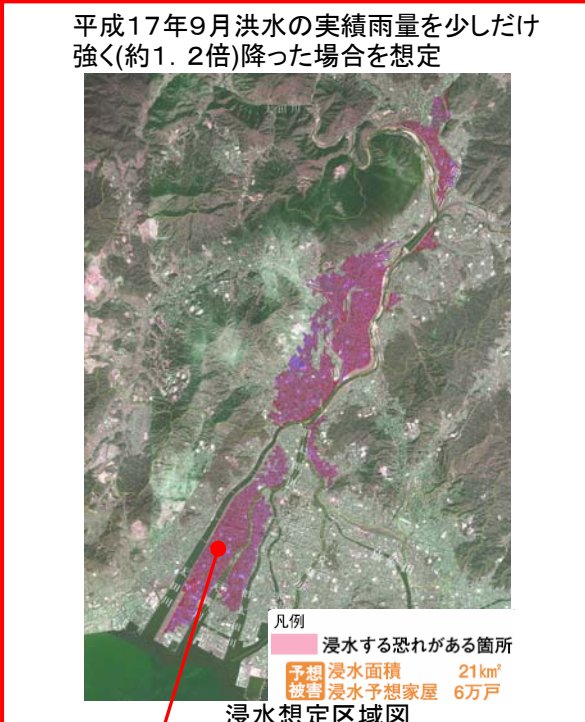 平成17年9月洪水の実績雨量を少しだけ
強く(約1.2倍)降った場合を想定
凡例
浸水する恐れがある箇所
予想
被害
浸水面積 21km²
浸水予想家屋 6万戸
浸水想定区域図